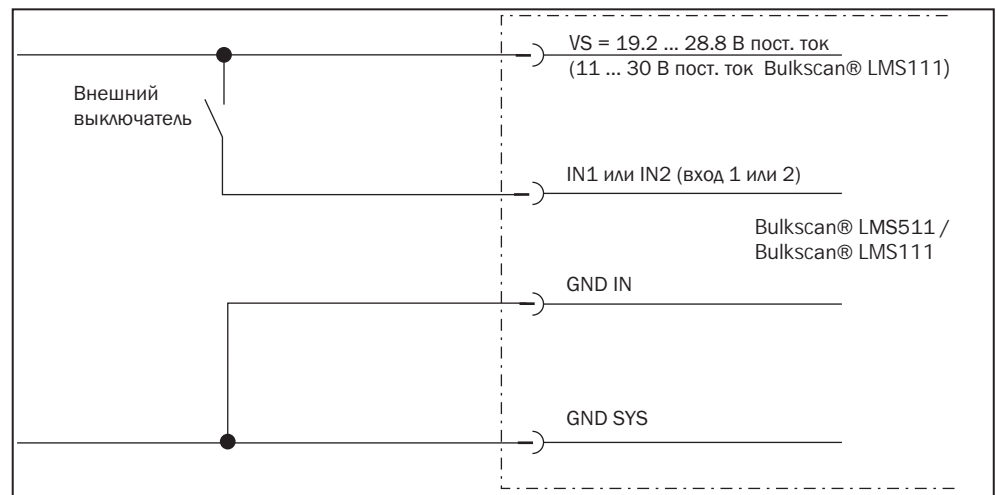 VS = 19.2 ... 28.8 В пост. ток
(11 ... 30 В пост. ток Bulkscan® LMS111)
Внешний
выключатель
IN1 или IN2 (вход 1 или 2)
Bulkscan® LMS511 /
Bulkscan® LMS111
GND IN
GND SYS